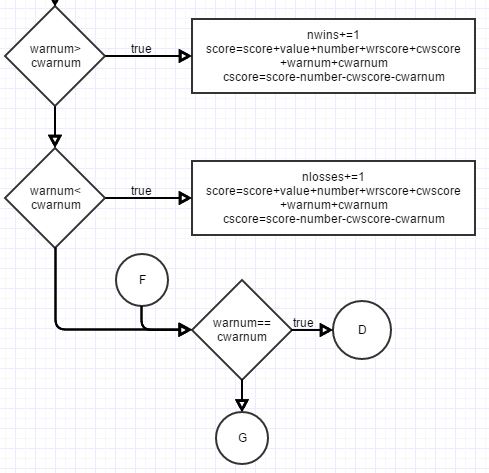 warnum>
cwarnum
true
nwins+=1
score=score+value+number+wrscore+cwscore
+warnum+cwarnum
cscore=score-number-cwscore-cwarnum
warnum<
cwarnum
true
nlosses+=1
score=score+value+number+wrscore+cwscore
+warnum+cwarnum
cscore=score-number-cwscore-cwarnum
F
warnum==
cwarnum
true
D
G